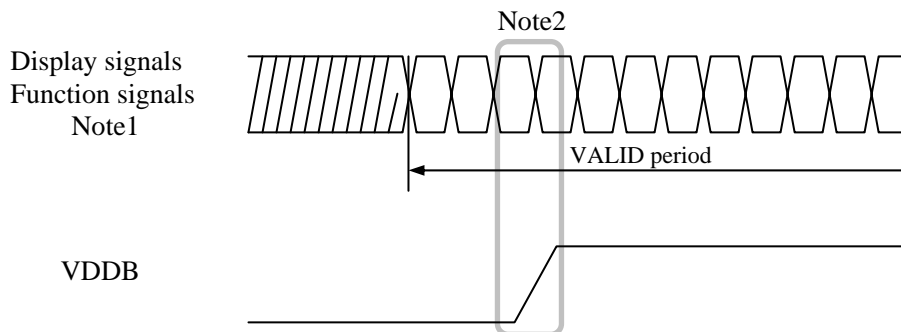 Note2
Display signals
Function signals
Note1
VALID period
VDDB